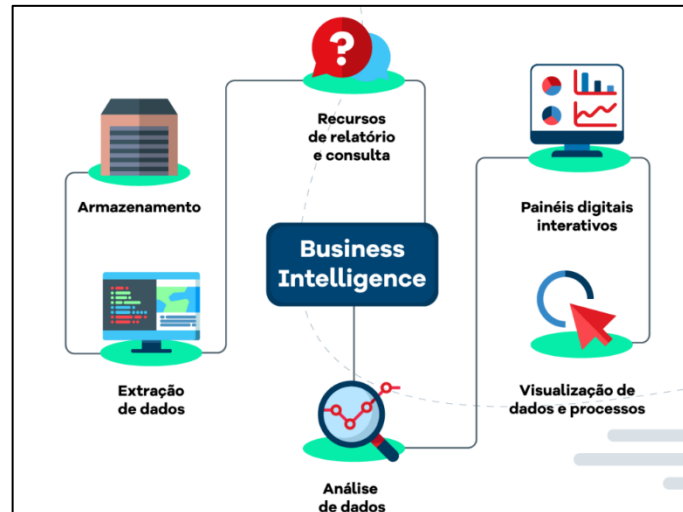 Recursos
de relatório
e consulta
Armazenamento
Painéis digitais
interativos
Business
Intelligence
Extração
de dados
Visualização de
dados e processos
Análise
de dados